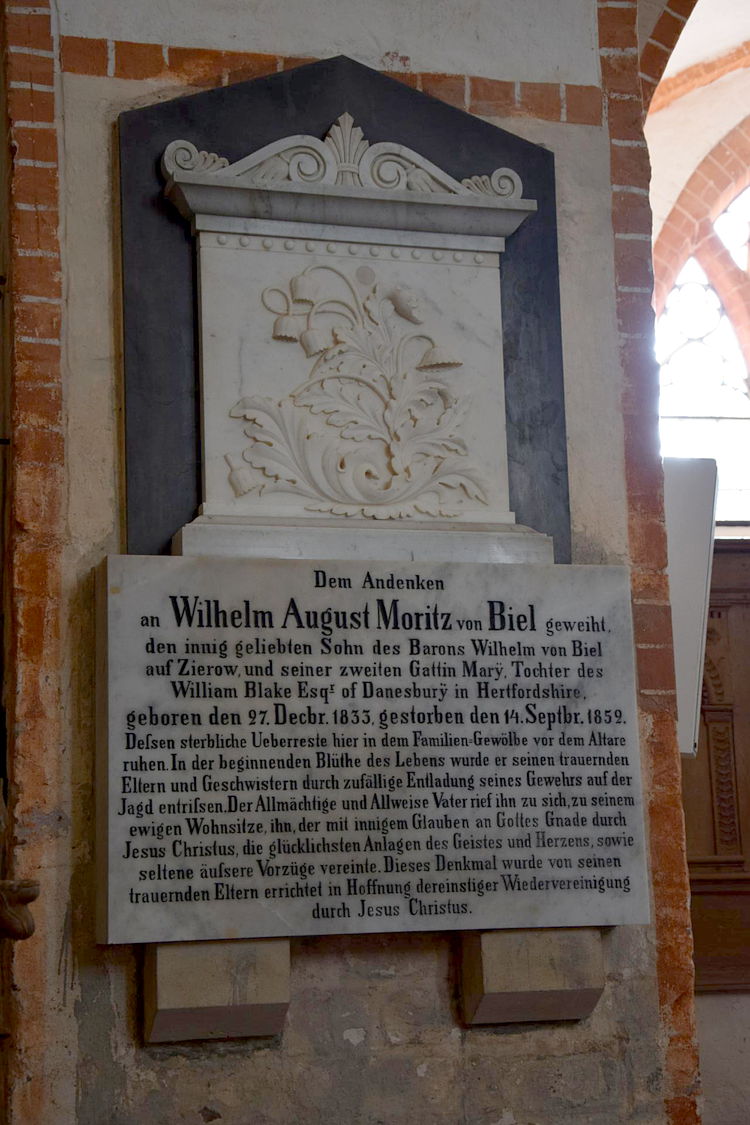 Dem Andenken
an Wilhelm August Moritz von Biel geweiht,
den innig geliebten Sohn des Barons Wilhelm von Biel
auf Zierow, und seiner zweiten Gattin Marÿ, Tochter des
William Blake Esqr of Danesburÿ in Hertfordshire,
geboren den 27. Decbr. 1833, gestorben den 14. Septbr. 1852.
Deſsen sterbliche Ueberreste hier in dem Familien=Gewölbe vor dem Altare
ruhen. In der beginnenden Blüthe des Lebens wurde er seinen trauernden
Eltern und Geschwistern durch zufällige Entladung seines Gewehrs auf der
Jagd entriſsen. Der Allmächtige und Allweise Vater rief ihn zu sich, zu seinem
ewigen Wohnsitze, ihn, der mit innigem Glauben an Gottes Gnade durch
Jesus Christus, die glücklichsten Anlagen des Geistes und Herzens, sowie
seltene äuſsere Vorzüge vereinte. Dieses Denkmal wurde von seinen
trauernden Eltern errichtet in Hoffnung dereinstiger Wiedervereinigung
durch Jesus Christus.